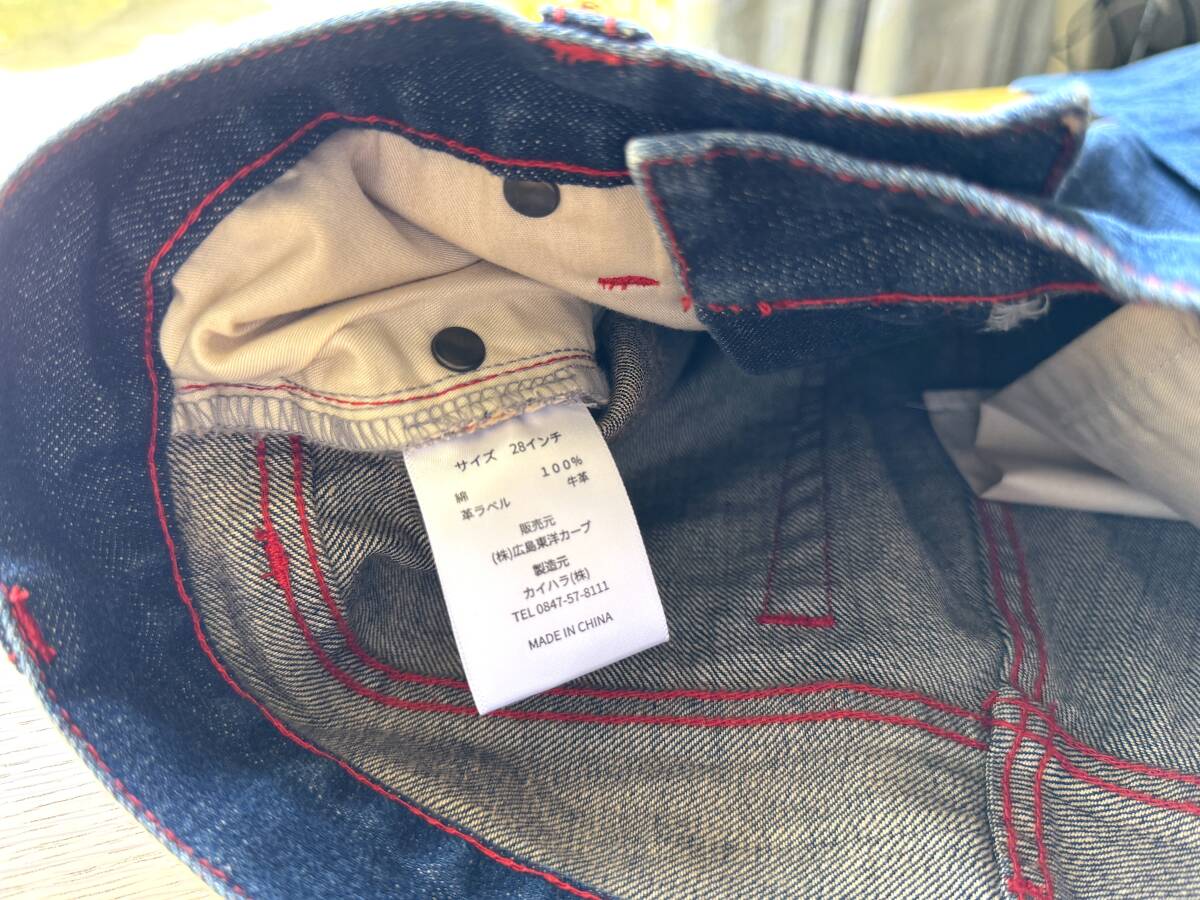 サイズ 28インチ
綿 100%
革ラベル 牛革
販売元
(株)広島東洋カープ
製造元
カイハラ(株)
TEL 0847-57-8111
MADE IN CHINA